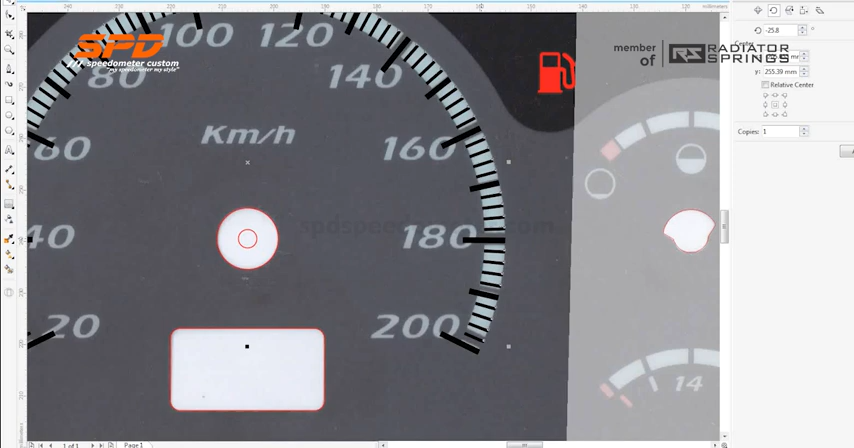 SPD
speedometer custom
"my speedometer my style"
member of
RS RADIATOR SPRINGS
100
120
80
140
Km/h
60
160
40
180
20
200
14
spdspeedo
.com
millimeters
-25.8
y: 255.39 mm
Relative Center
Copies: 1
1 of 1
Page 1